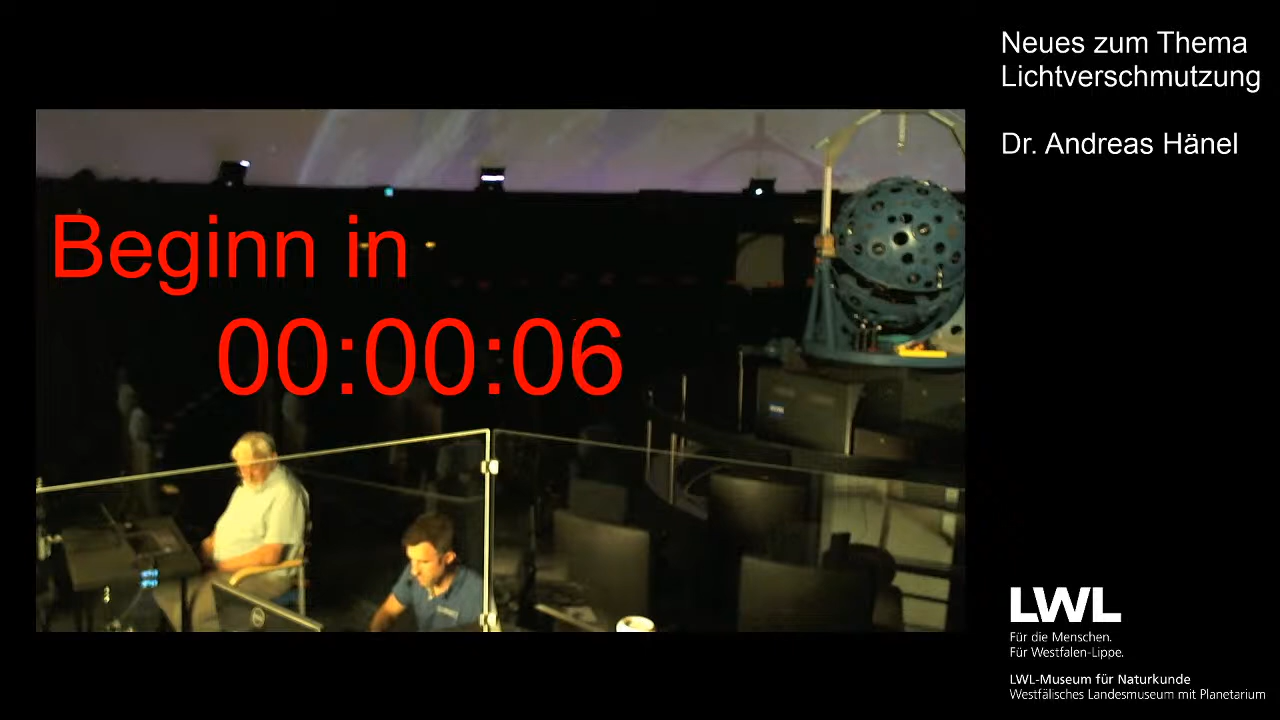 Neues zum Thema
Lichtverschmutzung
Dr. Andreas Hänel
Beginn in
00:00:06
LWL
Für die Menschen.
Für Westfalen-Lippe.
LWL-Museum für Naturkunde
Westfälisches Landesmuseum mit Planetarium